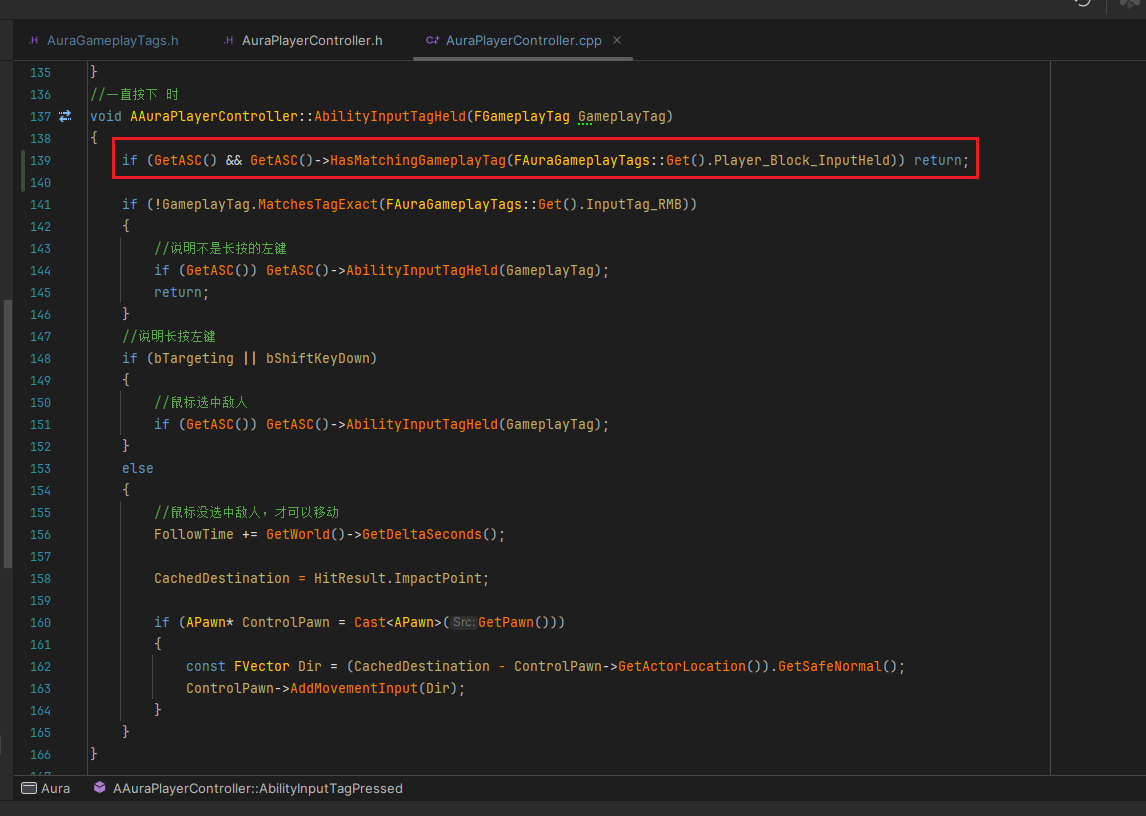 .H AuraGameplayTags.h .H AuraPlayerController.h C+ AuraPlayerController.cpp ×
135 }
136 //一直按下 时
137 void AAuraPlayerController::AbilityInputTagHeld(FGameplayTag GameplayTag)
138 {
139 if (GetASC() && GetASC()->HasMatchingGameplayTag(FAuraGameplayTags::Get().Player_Block_InputHeld)) return;
140
141 if (!GameplayTag.MatchesTagExact(FAuraGameplayTags::Get().InputTag_RMB))
142 {
143 //说明不是长按的左键
144 if (GetASC()) GetASC()->AbilityInputTagHeld(GameplayTag);
145 return;
146 }
147 //说明长按左键
148 if (bTargeting || bShiftKeyDown)
149 {
150 //鼠标选中敌人
151 if (GetASC()) GetASC()->AbilityInputTagHeld(GameplayTag);
152 }
153 else
154 {
155 //鼠标没选中敌人，才可以移动
156 FollowTime += GetWorld()->GetDeltaSeconds();
157
158 CachedDestination = HitResult.ImpactPoint;
159
160 if (APawn* ControlPawn = Cast<APawn>(Src:GetPawn()))
161 {
162 const FVector Dir = (CachedDestination - ControlPawn->GetActorLocation()).GetSafeNormal();
163 ControlPawn->AddMovementInput(Dir);
164 }
165 }
166 }
Aura AAuraPlayerController::AbilityInputTagPressed